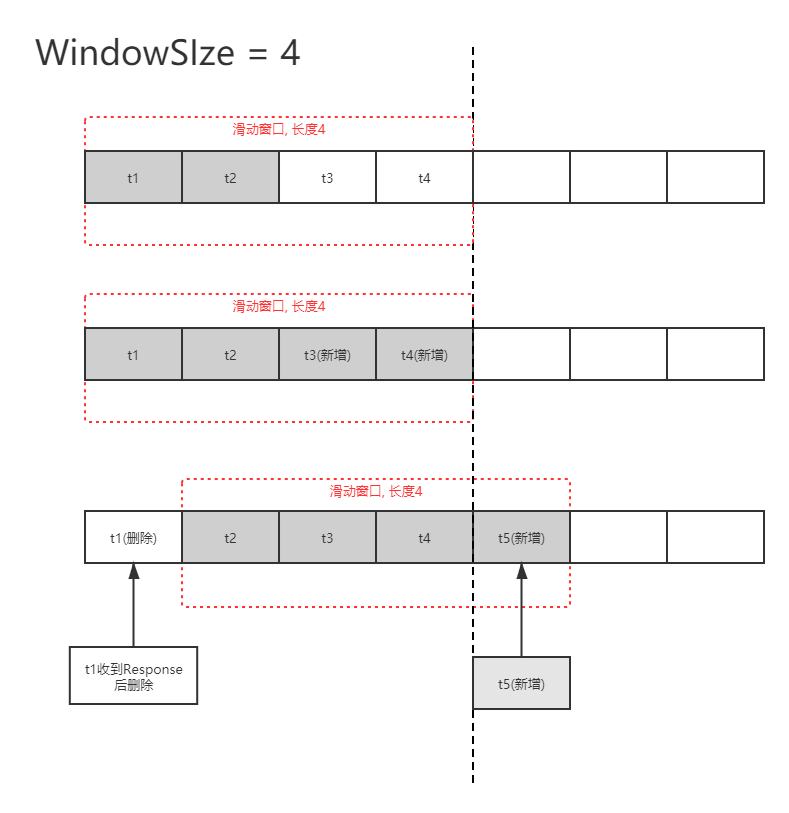 WindowSIze = 4
滑动窗口, 长度4
t1
t2
t3
t4
滑动窗口, 长度4
t1
t2
t3(新增)
t4(新增)
滑动窗口, 长度4
t1(删除)
t2
t3
t4
t5(新增)
t1收到Response
后删除
t5(新增)